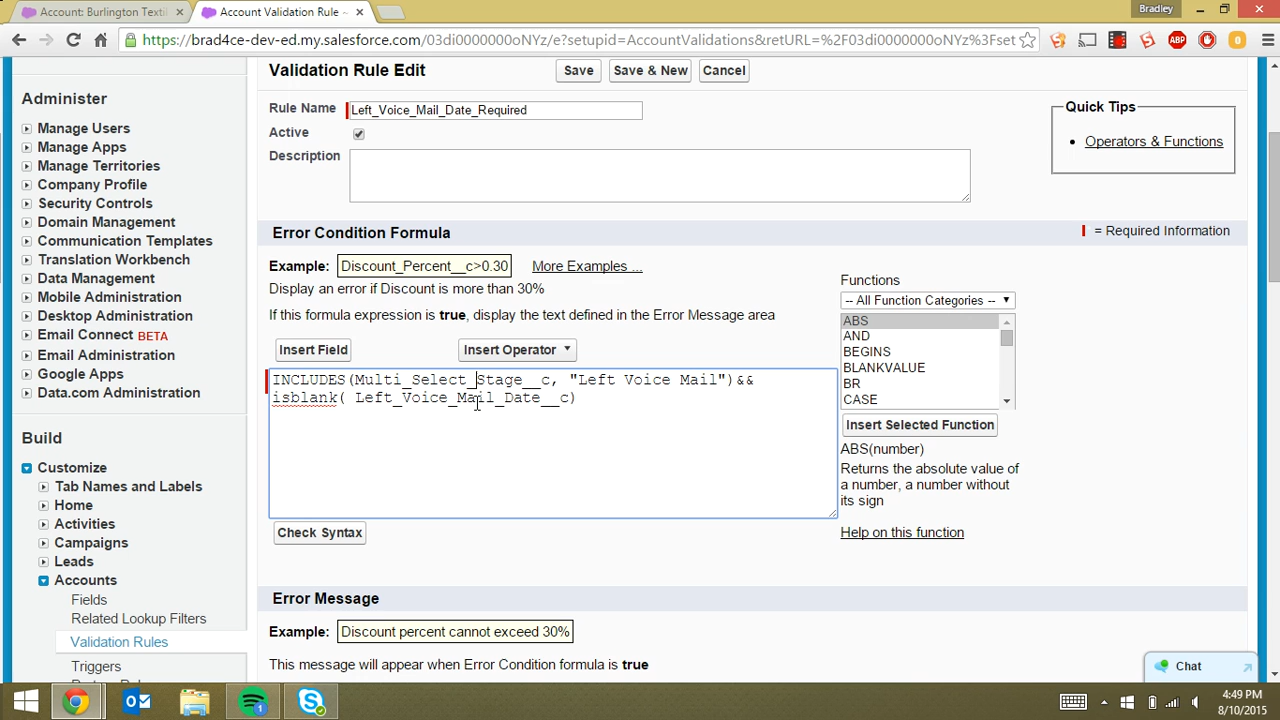 Account: Burlington Textil
Account Validation Rule ~
Bradley
https://brad4ce-dev-ed.my.salesforce.com/03di0000000oNYz/e?setupid=AccountValidations&retURL=%2F03di0000000oNYz%3Fset
ABP
0
Administer
Manage Users
Manage Apps
Manage Territories
Company Profile
Security Controls
Domain Management
Communication Templates
Translation Workbench
Data Management
Mobile Administration
Desktop Administration
Email Connect BETA
Email Administration
Google Apps
Data.com Administration
Build
Customize
Tab Names and Labels
Home
Activities
Campaigns
Leads
Accounts
Fields
Related Lookup Filters
Validation Rules
Triggers
Validation Rule Edit
Save
Save & New
Cancel
Rule Name
Left_Voice_Mail_Date_Required
Active
Description
Quick Tips
Operators & Functions
Error Condition Formula
= Required Information
Example: Discount_Percent__c>0.30 More Examples ...
Display an error if Discount is more than 30%
If this formula expression is true, display the text defined in the Error Message area
Insert Field
Insert Operator
INCLUDES(Multi_Select_Stage__c, "Left Voice Mail")&&
isblank( Left_Voice_Mail_Date__c)
Check Syntax
Functions
-- All Function Categories --
ABS
AND
BEGINS
BLANKVALUE
BR
CASE
Insert Selected Function
ABS(number)
Returns the absolute value of
a number, a number without
its sign
Help on this function
Error Message
Example: Discount percent cannot exceed 30%
This message will appear when Error Condition formula is true
Chat
1
4:49 PM
8/10/2015